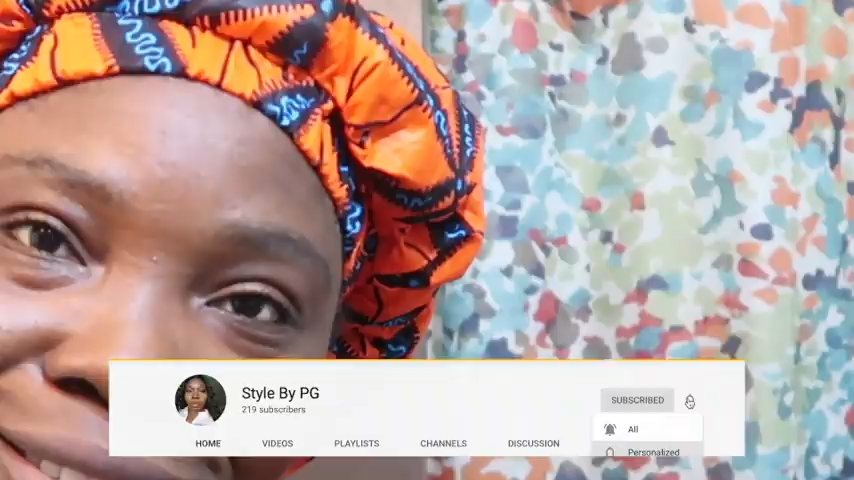 Style By PG
219 subscribers
SUBSCRIBED
HOME VIDEOS PLAYLISTS CHANNELS DISCUSSION
All
Personalized